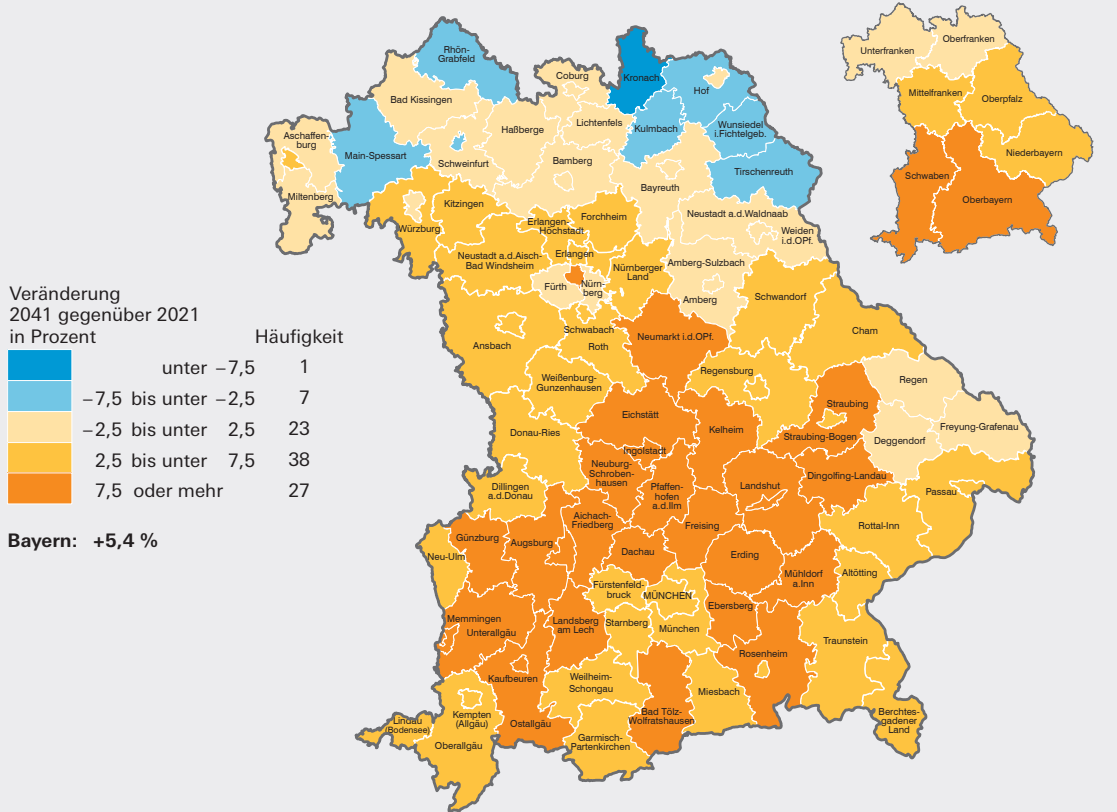 Veränderung
2041 gegenüber 2021
in Prozent Häufigkeit
unter –7,5 1
–7,5 bis unter –2,5 7
–2,5 bis unter 2,5 23
2,5 bis unter 7,5 38
7,5 oder mehr 27
Bayern: +5,4 %
Rhön-
Grabfeld
Coburg
Kronach
Hof
Bad Kissingen
Lichtenfels
Kulmbach
Wunsiedel
i.Fichtelgeb.
Haßberge
Aschaffen-
burg
Main-Spessart
Schweinfurt
Bamberg
Tirschenreuth
Bayreuth
Miltenberg
Würzburg
Kitzingen
Erlangen-
Höchstadt
Forchheim
Neustadt a.d.Waldnaab
Weiden
i.d.OPf.
Neustadt a.d.Aisch-
Bad Windsheim
Erlangen
Nürnberger
Land
Amberg-Sulzbach
Fürth
Nürn-
berg
Amberg
Schwandorf
Ansbach
Schwabach
Roth
Neumarkt i.d.OPf.
Cham
Weißenburg-
Gunzenhausen
Regensburg
Regen
Eichstätt
Kelheim
Straubing
Freyung-Grafenau
Donau-Ries
Straubing-Bogen
Deggendorf
Ingolstadt
Neuburg-
Schroben-
hausen
Pfaffen-
hofen
a.d.Ilm
Landshut
Dingolfing-Landau
Passau
Dillingen
a.d.Donau
Aichach-
Friedberg
Freising
Rottal-Inn
Günzburg
Augsburg
Dachau
Erding
Neu-Ulm
Mühldorf
a.Inn
Altötting
Fürstenfeld-
bruck
MÜNCHEN
Ebersberg
Memmingen
Unterallgäu
Landsberg
am Lech
Starnberg
München
Traunstein
Rosenheim
Kaufbeuren
Weilheim-
Schongau
Miesbach
Bad Tölz-
Wolfratshausen
Berchtes-
gadener
Land
Lindau
(Bodensee)
Kempten
(Allgäu)
Ostallgäu
Oberallgäu
Garmisch-
Partenkirchen
Unterfranken
Oberfranken
Mittelfranken
Oberpfalz
Niederbayern
Schwaben
Oberbayern